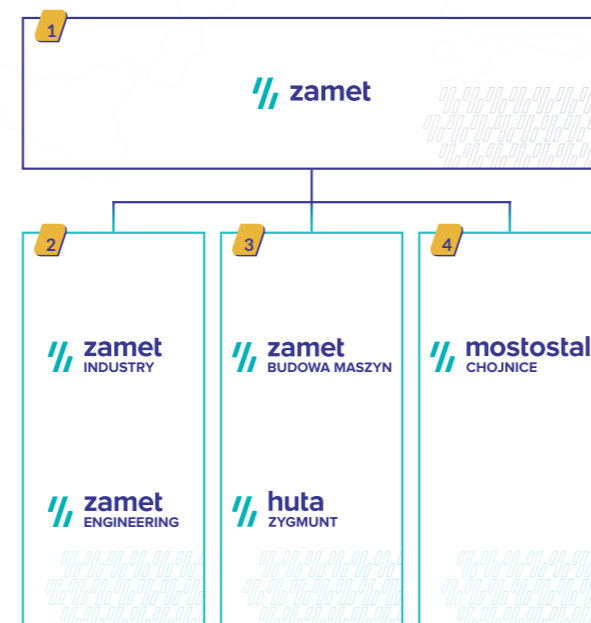 1
zamet
2
3
4
zamet
INDUSTRY
zamet
BUDOWA MASZYN
mostostal
CHOJNICE
zamet
ENGINEERING
huta
ZYGMUNT